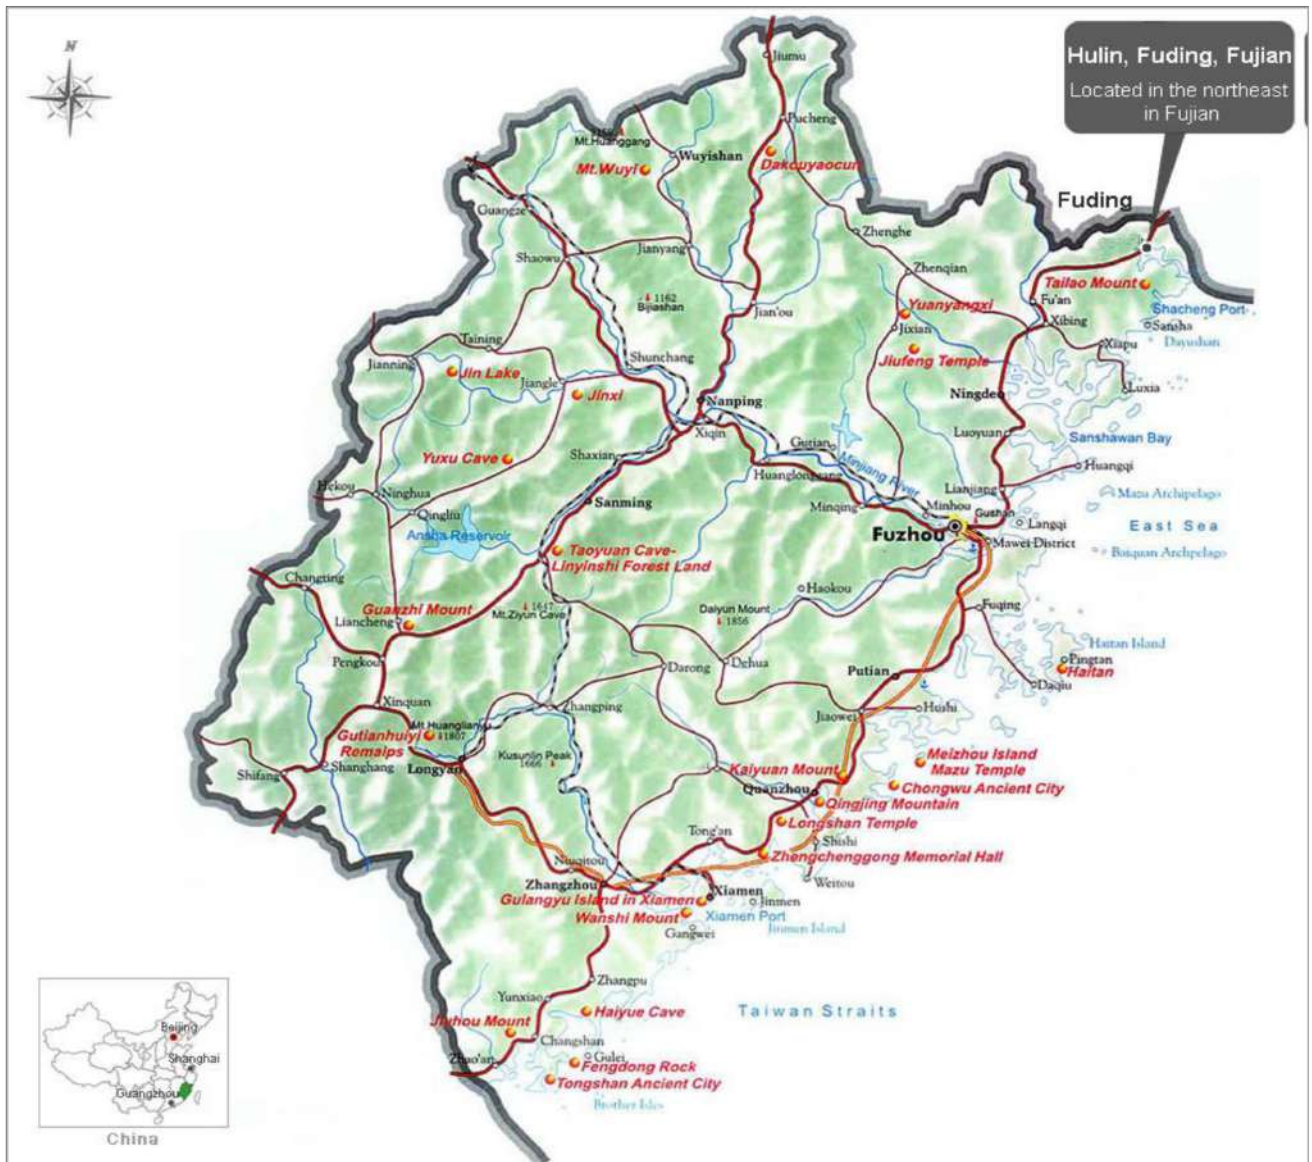 N
Hulin, Fuding, Fujian
Located in the northeast
in Fujian
Jiumu
Pucheng
Mt.Huanggang
Wuyishan
Mt.Wuyi
Dakouyaocun
Fuding
Guangze
Zhenghe
Jianyang
Shaowu
Zhenqian
Tailao Mount
1162
Bijiashan
Fu'an
Yuanyangxi
Jian'ou
Shacheng Port
Xibing
Sansha
Jixian
Dayushan
Taining
Xiapu
Jianning
Shunchang
Jiufeng Temple
Jin Lake
Jiangle
Luxia
Jinxi
Ningde
Nanping
Xiqin
Luoyuan
Sanshawan Bay
Gutian
Shaxian
Yuxu Cave
Minjiang River
Huangqi
Hekou
Ninghua
Lianjiang
Maza Archipelago
Sanming
Minqing
Minhou
Qingliu
Gushan
Langqi
East Sea
Ansha Reservoir
Fuzhou
Mawei District
Baiquan Archpelago
Taoyuan Cave-
Linyinshi Forest Land
Changting
Haokou
Guanzhi Mount
1647
Mt.Ziyun Cave
Daiyun Mount
1856
Fuqing
Liancheng
Haitan Island
Pengkou
Darong
Dehua
Putian
Pingtan
Haitan
Daqiu
Xinquan
Zhangping
Jiaowei
Hushi
Gutianhuiyi
1807
Remaips
Kusunlin Peak
1666
Meizhou Island
Mazu Temple
Shifang
Shanghang
Longyan
Kaiyuan Mount
Chongwu Ancient City
Quanzhou
Qingjing Mountain
Longshan Temple
Tong'an
Shishi
Zhengchenggong Memorial Hall
Niuqitou
Weitou
Zhangzhou
Xiamen
Gulangyu Island in Xiamen
Jinmen
Wanshi Mount
Xiamen Port
Gangwei
Jinmen Island
Zhangpu
Yunxiao
Haiyue Cave
Taiwan Straits
Jiuhou Mount
Changshan
Zhao'an
Gulei
Fengdong Rock
Tongshan Ancient City
Brother Isles
Beijing
Shanghai
Guangzhou
China